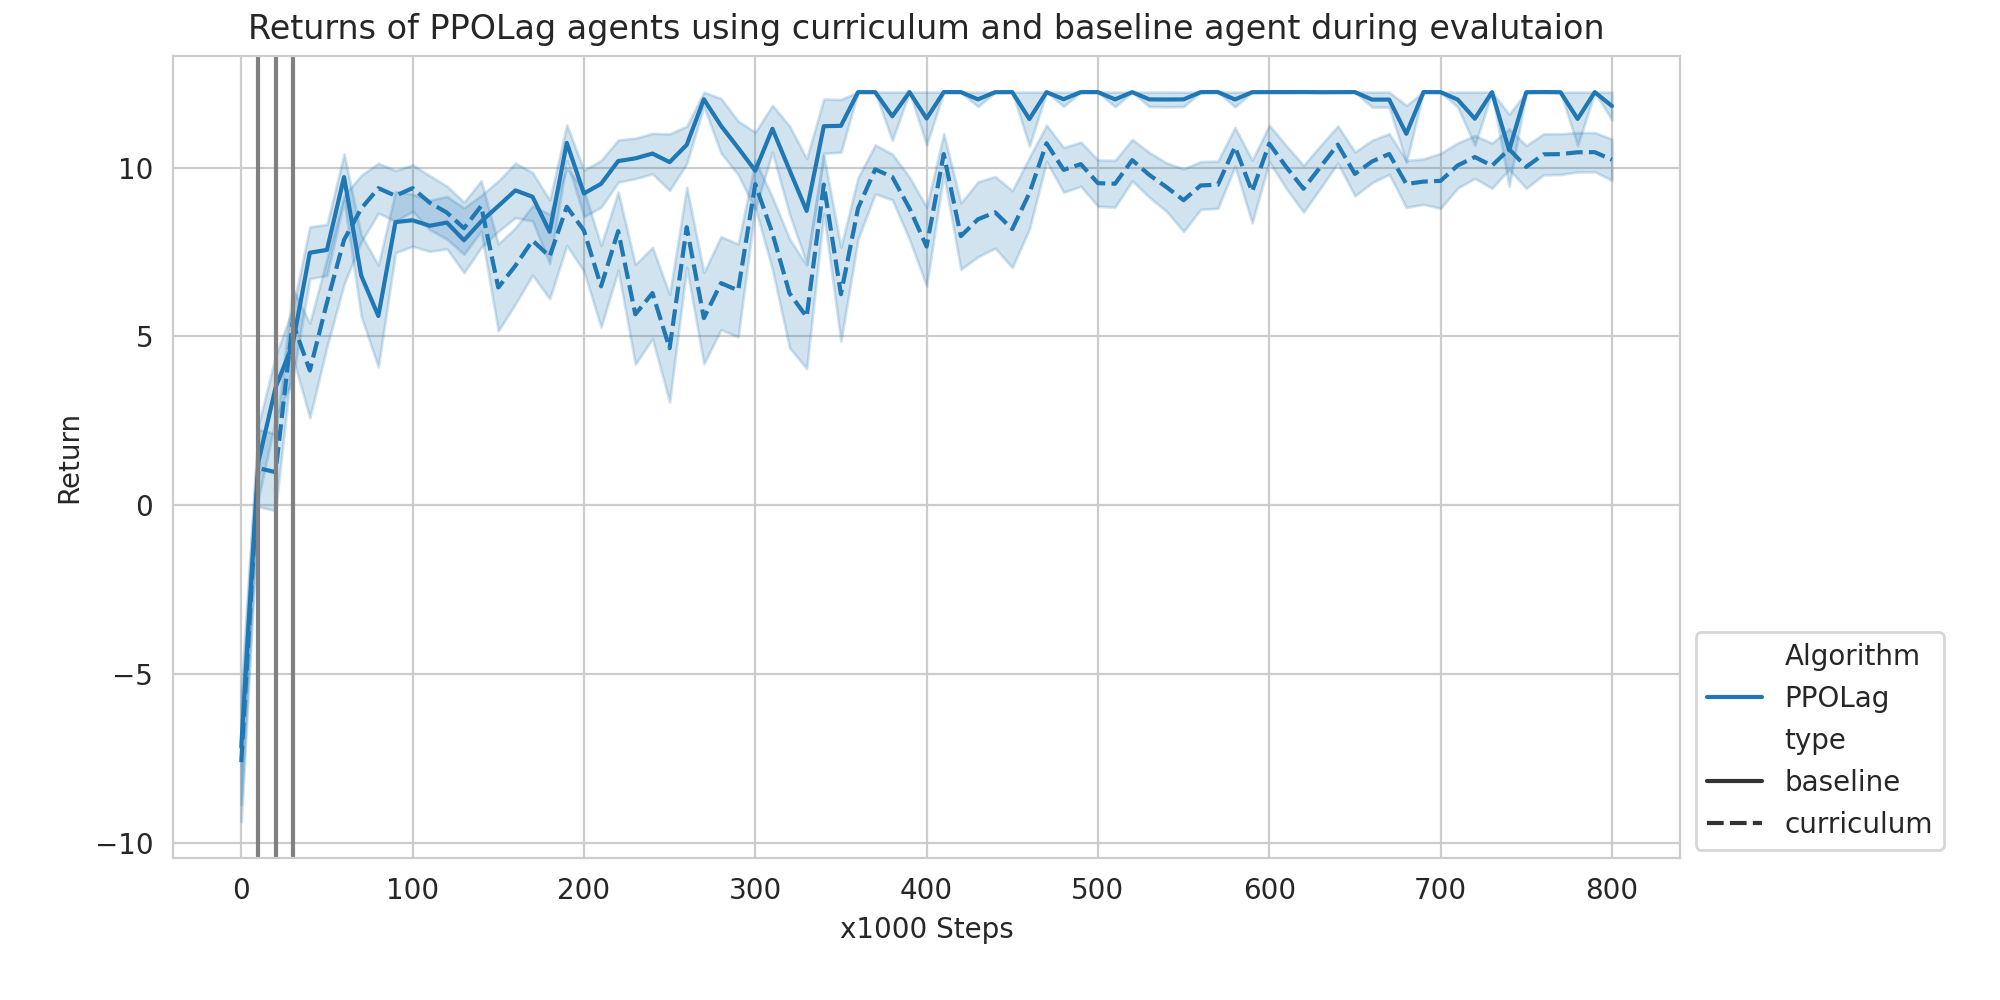 Returns of PPOLag agents using curriculum and baseline agent during evalutaion
10
5
0
−5
−10
Return
0 100 200 300 400 500 600 700 800
x1000 Steps
Algorithm
PPOLag
type
baseline
curriculum